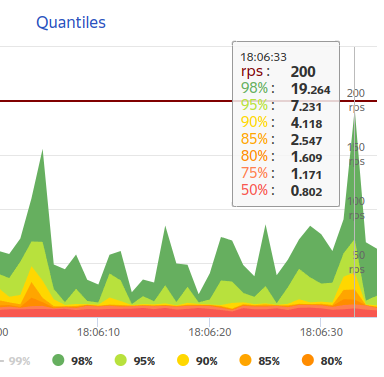 Quantiles
18:06:33
rps : 200
98% : 19.264
95% : 7.231
90% : 4.118
85% : 2.547
80% : 1.609
75% : 1.171
50% : 0.802
200
rps
150
rps
100
rps
50
rps
00 18:06:10 18:06:20 18:06:30
99% 98% 95% 90% 85% 80%